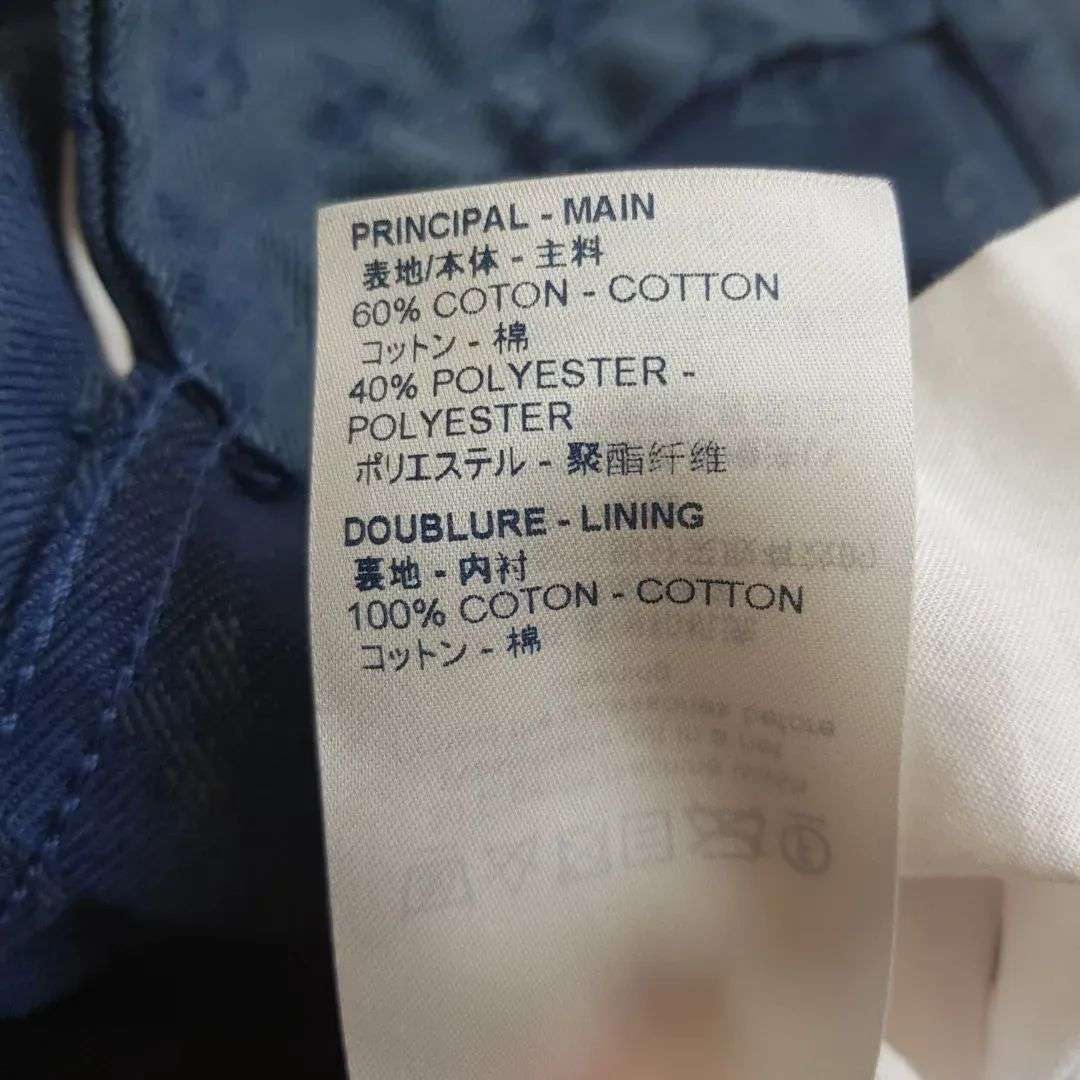 PRINCIPAL - MAIN
表地/本体 - 主料
60% COTON - COTTON
コットン - 棉
40% POLYESTER -
POLYESTER
ポリエステル - 聚酯纤维
DOUBLURE - LINING
裏地 - 内衬
100% COTON - COTTON
コットン - 棉